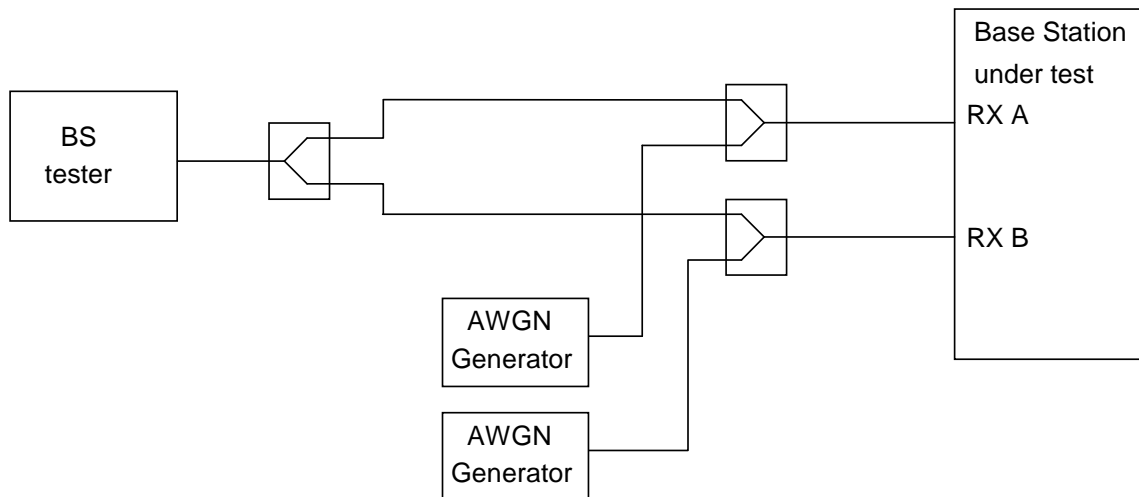 Base Station
under test
RX A
BS
tester
RX B
AWGN
Generator
AWGN
Generator